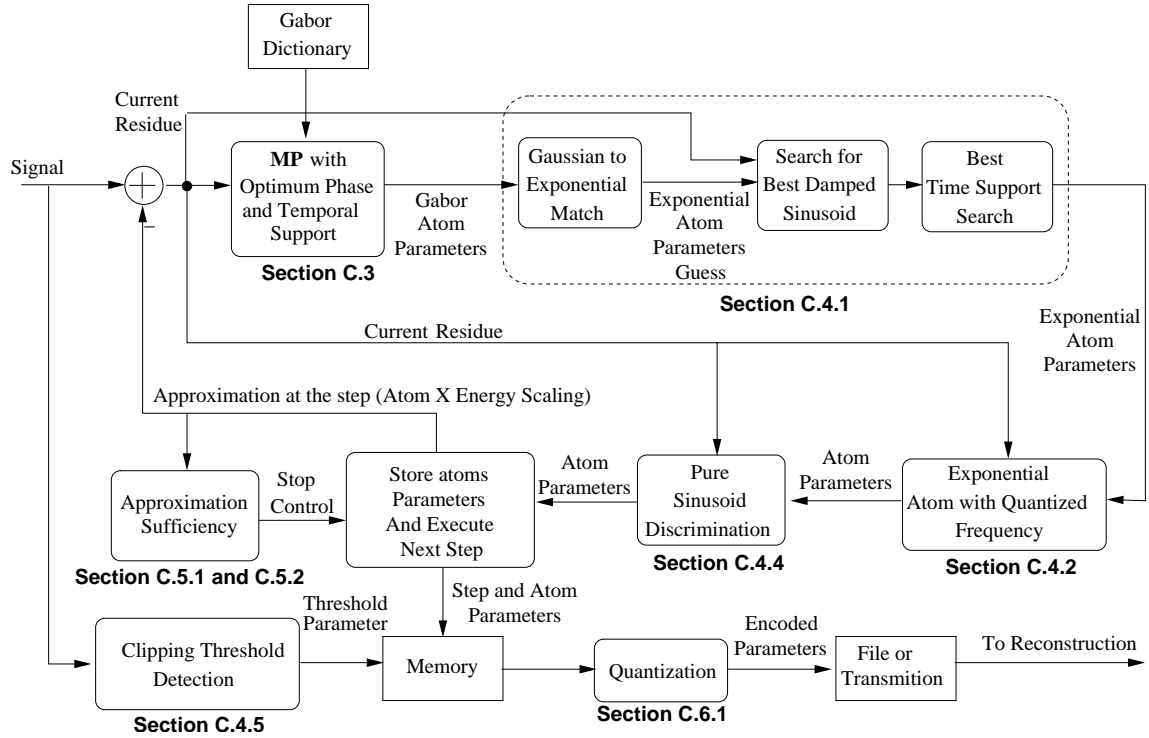 Gabor
Dictionary
Current
Residue
Signal
MP with
Optimum Phase
and Temporal
Support
Section C.3
Gabor
Atom
Parameters
Gaussian to
Exponential
Match
Exponential
Atom
Parameters
Guess
Search for
Best Damped
Sinusoid
Best
Time Support
Search
Section C.4.1
Exponential
Atom
Parameters
Current Residue
Approximation at the step (Atom X Energy Scaling)
Approximation
Sufficiency
Section C.5.1 and C.5.2
Stop
Control
Store atoms
Parameters
And Execute
Next Step
Atom
Parameters
Pure
Sinusoid
Discrimination
Section C.4.4
Atom
Parameters
Exponential
Atom with Quantized
Frequency
Section C.4.2
Step and Atom
Parameters
Clipping Threshold
Detection
Section C.4.5
Threshold
Parameter
Memory
Quantization
Section C.6.1
Encoded
Parameters
File or
Transmition
To Reconstruction